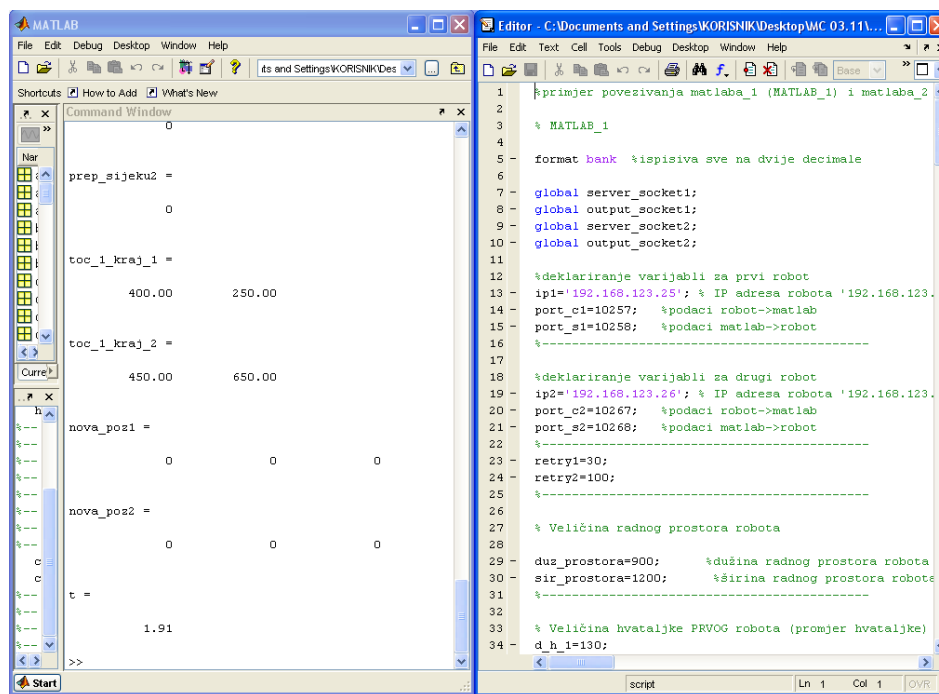 MATLAB
File Edit Debug Desktop Window Help
its and Settings\KORISNIK\Des
Shortcuts How to Add What's New
Command Window
Nar
0
prep_sijeku2 =
0
toc_1_kraj_1 =
400.00 250.00
toc_1_kraj_2 =
450.00 650.00
nova_poz1 =
0 0 0
nova_poz2 =
0 0 0
t =
1.91
>>
Curre
Start
Editor - C:\Documents and Settings\KORISNIK\Desktop\MC 03.11\...
File Edit Text Cell Tools Debug Desktop Window Help
Base
1 %primjer povezivanja matlaba_1 (MATLAB_1) i matlaba_2
2
3 % MATLAB_1
4
5 - format bank %ispisiva sve na dvije decimale
6
7 - global server_socket1;
8 - global output_socket1;
9 - global server_socket2;
10 - global output_socket2;
11
12 %deklariranje varijabli za prvi robot
13 - ip1='192.168.123.25'; % IP adresa robota '192.168.123.
14 - port_c1=10257; %podaci robot->matlab
15 - port_s1=10258; %podaci matlab->robot
16 %-------------------------------------------
17
18 %deklariranje varijabli za drugi robot
19 - ip2='192.168.123.26'; % IP adresa robota '192.168.123.
20 - port_c2=10267; %podaci robot->matlab
21 - port_s2=10268; %podaci matlab->robot
22 %-------------------------------------------
23 - retry1=30;
24 - retry2=100;
25 %-------------------------------------------
26
27 % Veličina radnog prostora robota
28
29 - duz_prostora=900; %dužina radnog prostora robota
30 - sir_prostora=1200; %širina radnog prostora robota
31 %-------------------------------------------
32
33 % Veličina hvataljke PRVOG robota (promjer hvataljke)
34 - d_h_1=130;
script Ln 1 Col 1 OVR